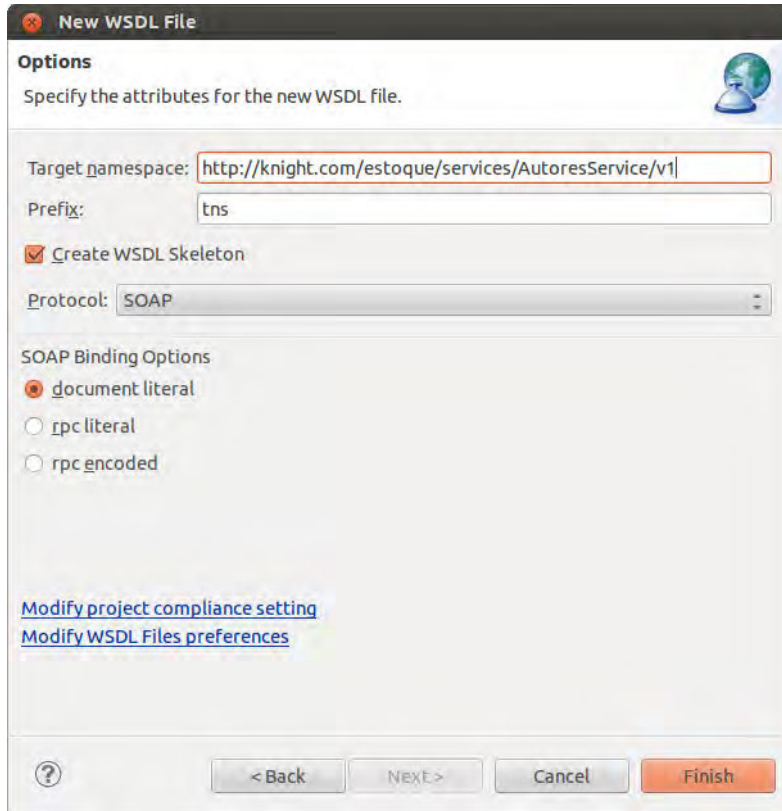 New WSDL File
Options
Specify the attributes for the new WSDL file.
Target namespace: http://knight.com/estoque/services/AutoresService/v1
Prefix: tns
Create WSDL Skeleton
Protocol: SOAP
SOAP Binding Options
document literal
rpc literal
rpc encoded
Modify project compliance setting
Modify WSDL Files preferences
? < Back Next > Cancel Finish